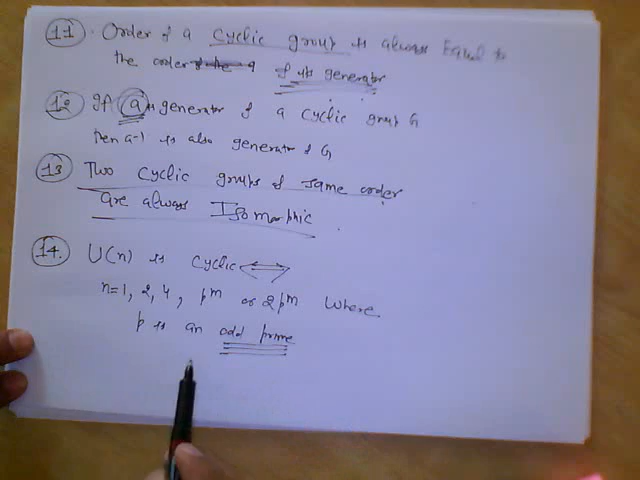 11. Order of a cyclic group is always Equal to
the order of its generator
12 If a is generator of a cyclic group G
then a-1 is also generator of G
13 Two cyclic groups of same order
are always Isomorphic
14. U(n) is cyclic ⟺
n=1, 2, 4, p^m or 2p^m Where
p is an odd prime